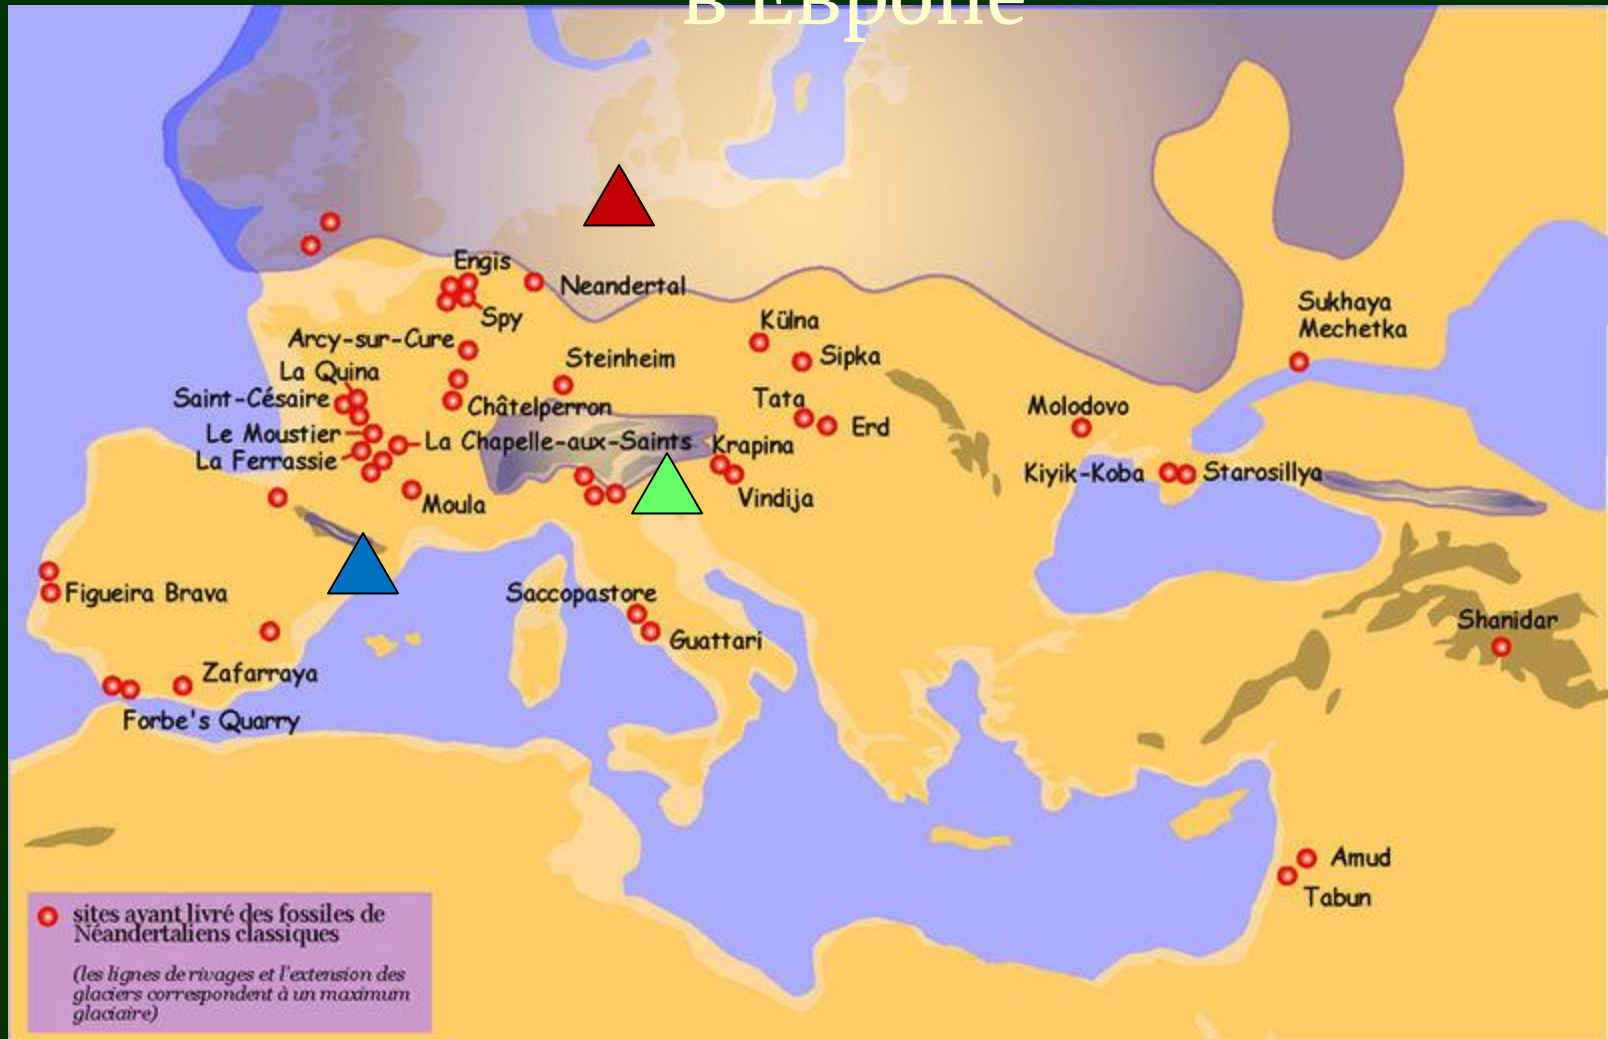 в Европе
Engis
Neandertal
Spy
Arcy-sur-Cure
La Quina
Saint-Césaire
Châtelperron
Le Moustier
La Chapelle-aux-Saints
La Ferrassie
Moula
Steinheim
Külna
Sipka
Tata
Erd
Krapina
Vindija
Molodovo
Kiyik-Koba
Starosillya
Sukhaya
Mechetka
Figueira Brava
Zafarraya
Forbe's Quarry
Saccopastore
Guattari
Shanidar
Amud
Tabun
sites ayant livré des fossiles de
Néandertaliens classiques
(les lignes de rivages et l'extension des
glaciers correspondent à un maximum
glaciaire)